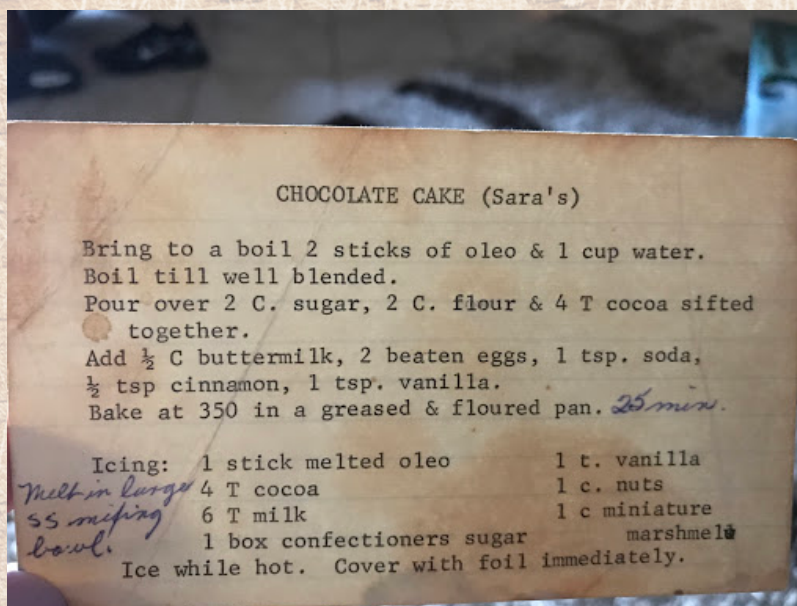 CHOCOLATE CAKE (Sara's)
Bring to a boil 2 sticks of oleo & 1 cup water.
Boil till well blended.
Pour over 2 C. sugar, 2 C. flour & 4 T cocoa sifted
together.
Add ½ C buttermilk, 2 beaten eggs, 1 tsp. soda,
½ tsp cinnamon, 1 tsp. vanilla.
Bake at 350 in a greased & floured pan. 25 min.
Icing: 1 stick melted oleo 1 t. vanilla
Melt in large 4 T cocoa 1 c. nuts
SS mixing 6 T milk 1 c miniature
bowl. 1 box confectioners sugar marshmel
Ice while hot. Cover with foil immediately.